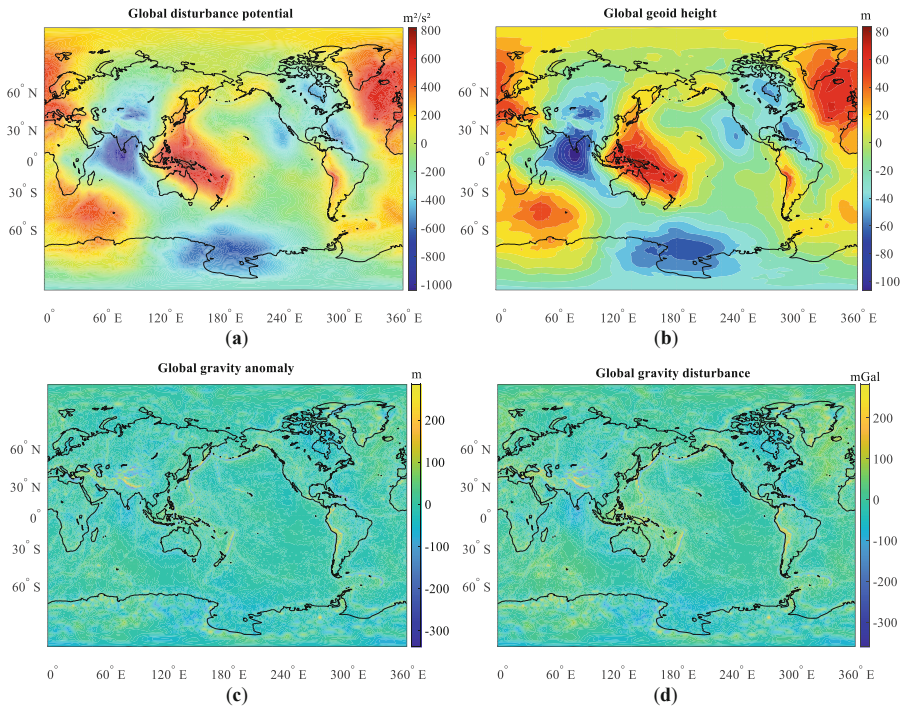 Global disturbance potential
m²/s²
800
600
400
200
0
-200
-400
-600
-800
-1000
60° N
30° N
0°
30° S
60° S
0° 60° E 120° E 180° E 240° E 300° E 360° E
(a)
Global geoid height
m
80
60
40
20
0
-20
-40
-60
-80
-100
60° N
30° N
0°
30° S
60° S
0° 60° E 120° E 180° E 240° E 300° E 360° E
(b)
Global gravity anomaly
m
200
100
0
-100
-200
-300
60° N
30° N
0°
30° S
60° S
0° 60° E 120° E 180° E 240° E 300° E 360° E
(c)
Global gravity disturbance
mGal
200
100
0
-100
-200
-300
60° N
30° N
0°
30° S
60° S
0° 60° E 120° E 180° E 240° E 300° E 360° E
(d)